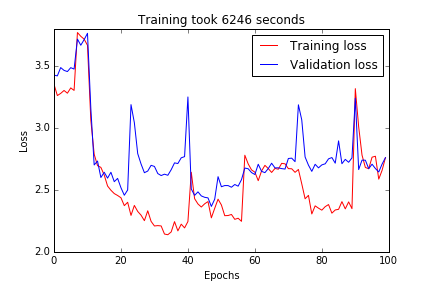 Training took 6246 seconds
Training loss
Validation loss
3.5
3.0
2.5
2.0
Loss
0
20
40
60
80
100
Epochs